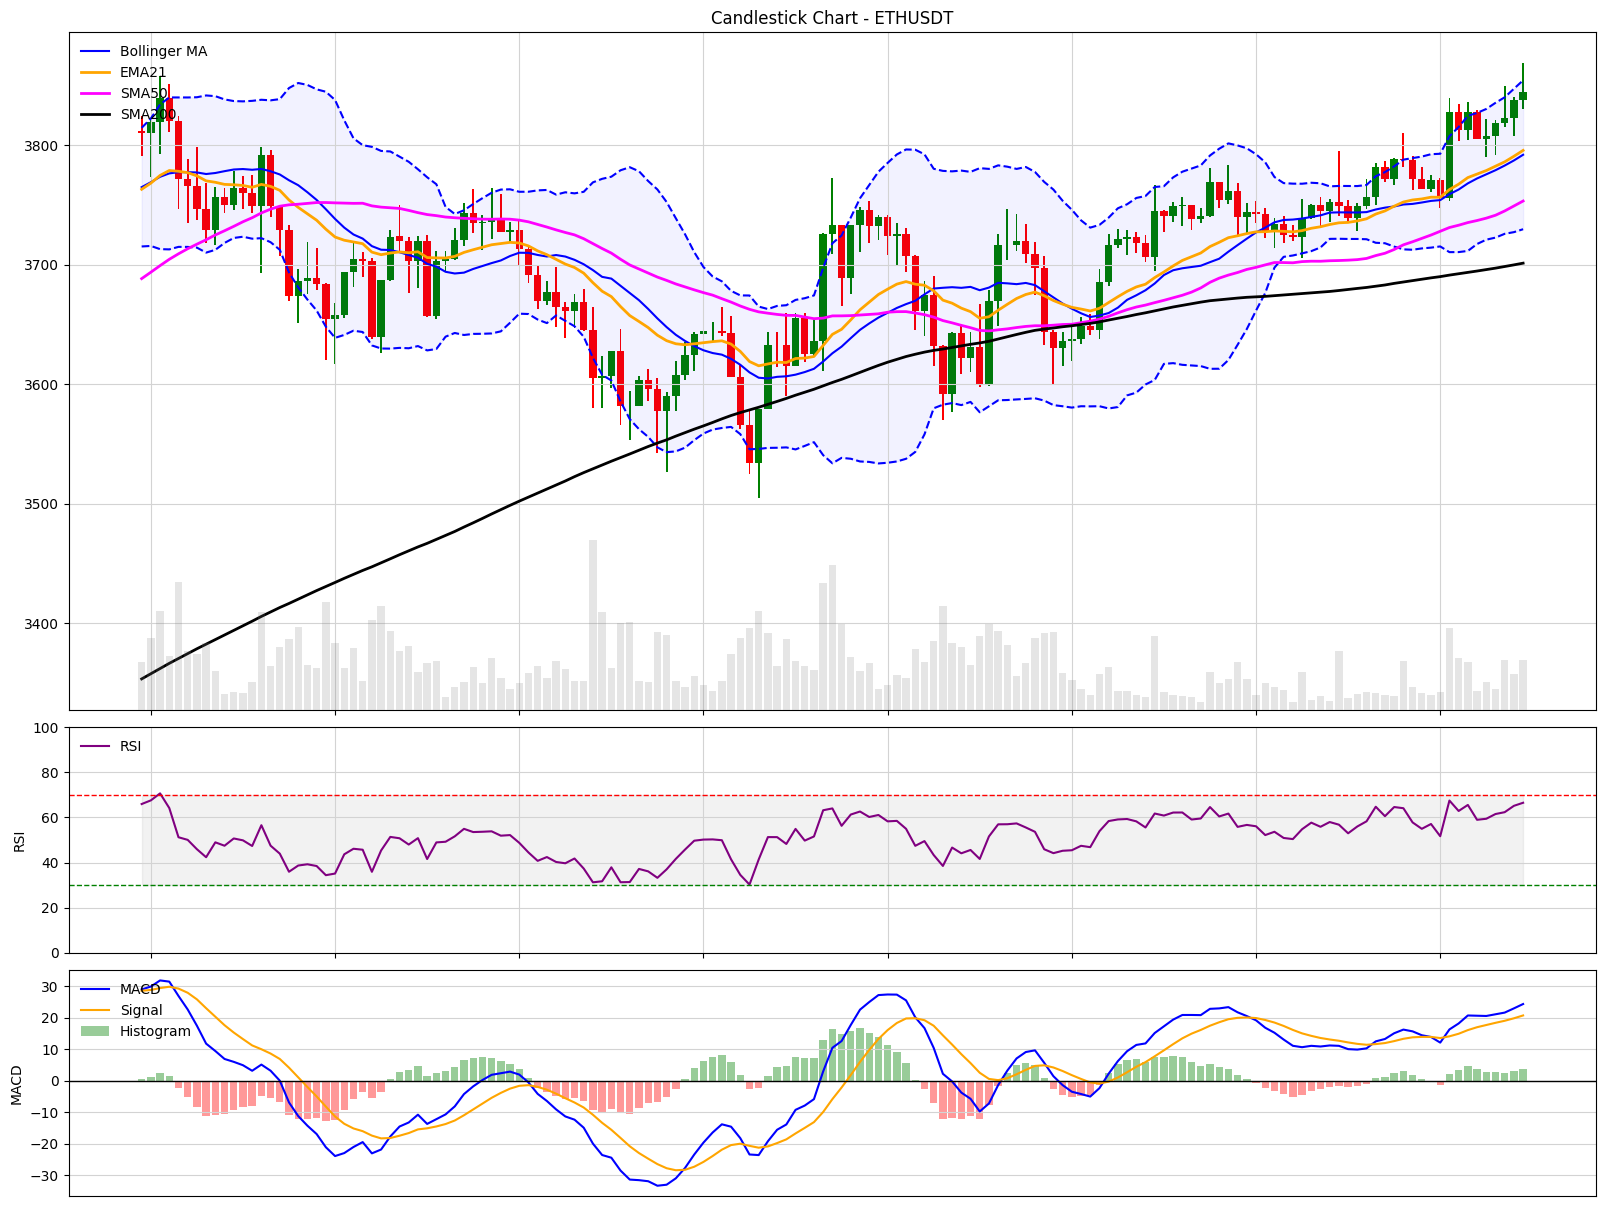 Candlestick Chart - ETHUSDT
Bollinger MA
EMA21
SMA50
SMA200
3800
3700
3600
3500
3400
RSI
100
80
60
40
20
0
RSI
MACD
Signal
Histogram
30
20
10
0
−10
−20
−30
MACD